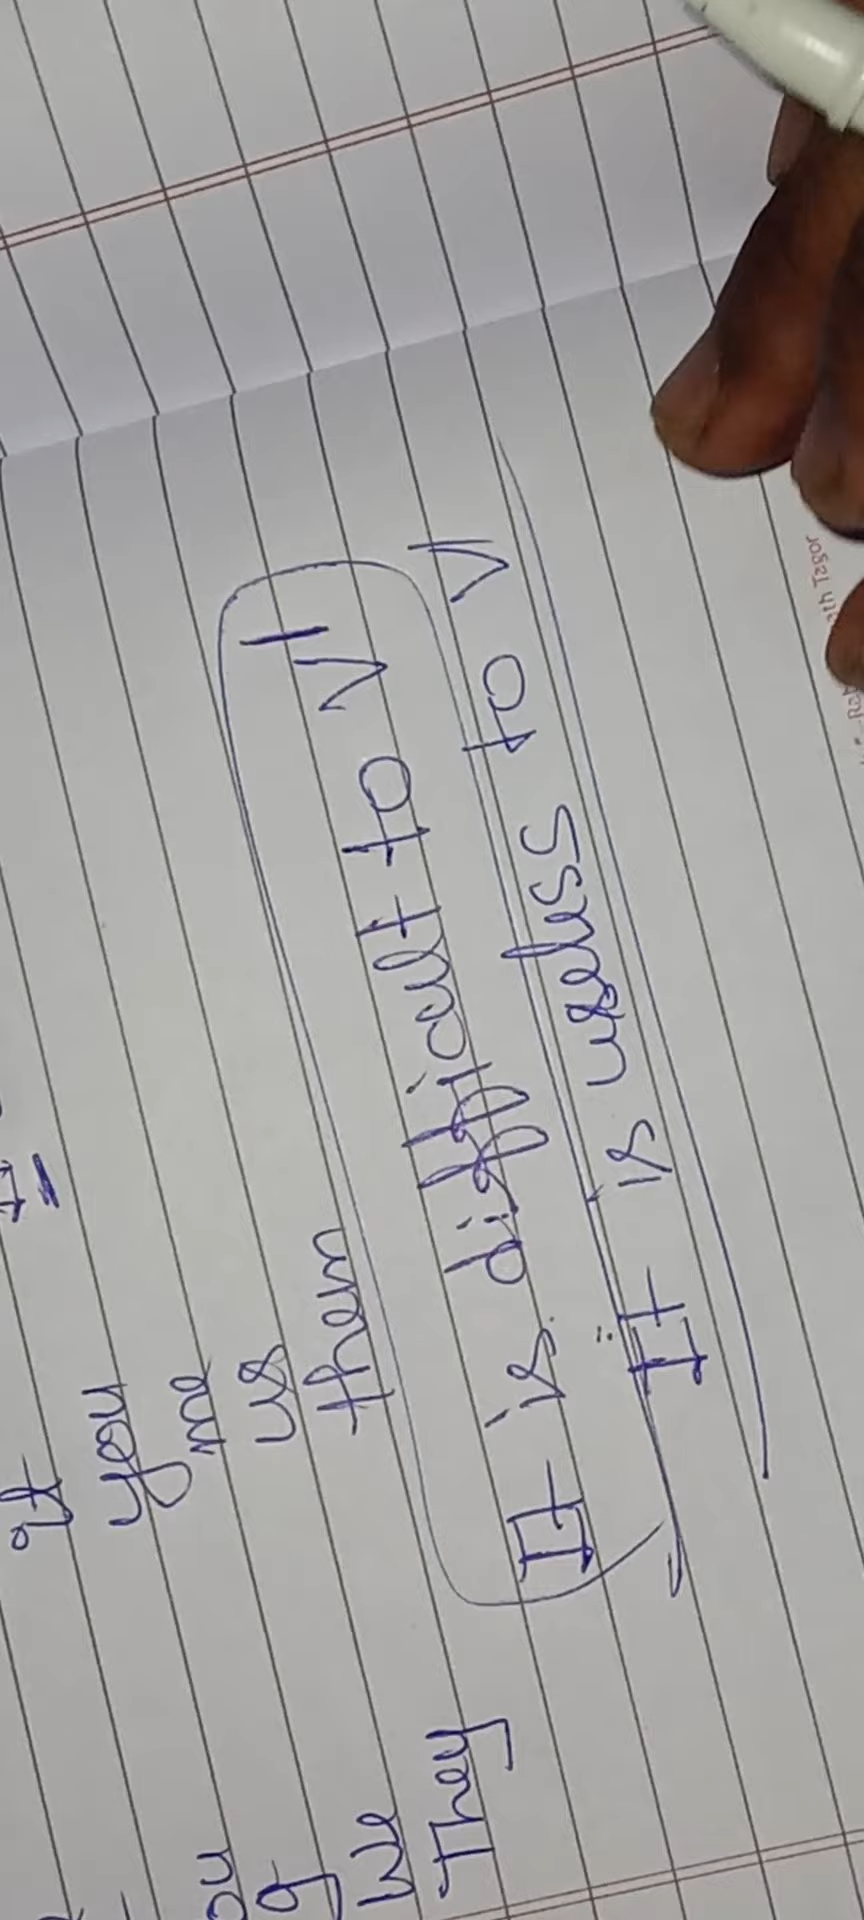 It
you
I me
We us
They them
It is difficult to V1
It is useless to V1